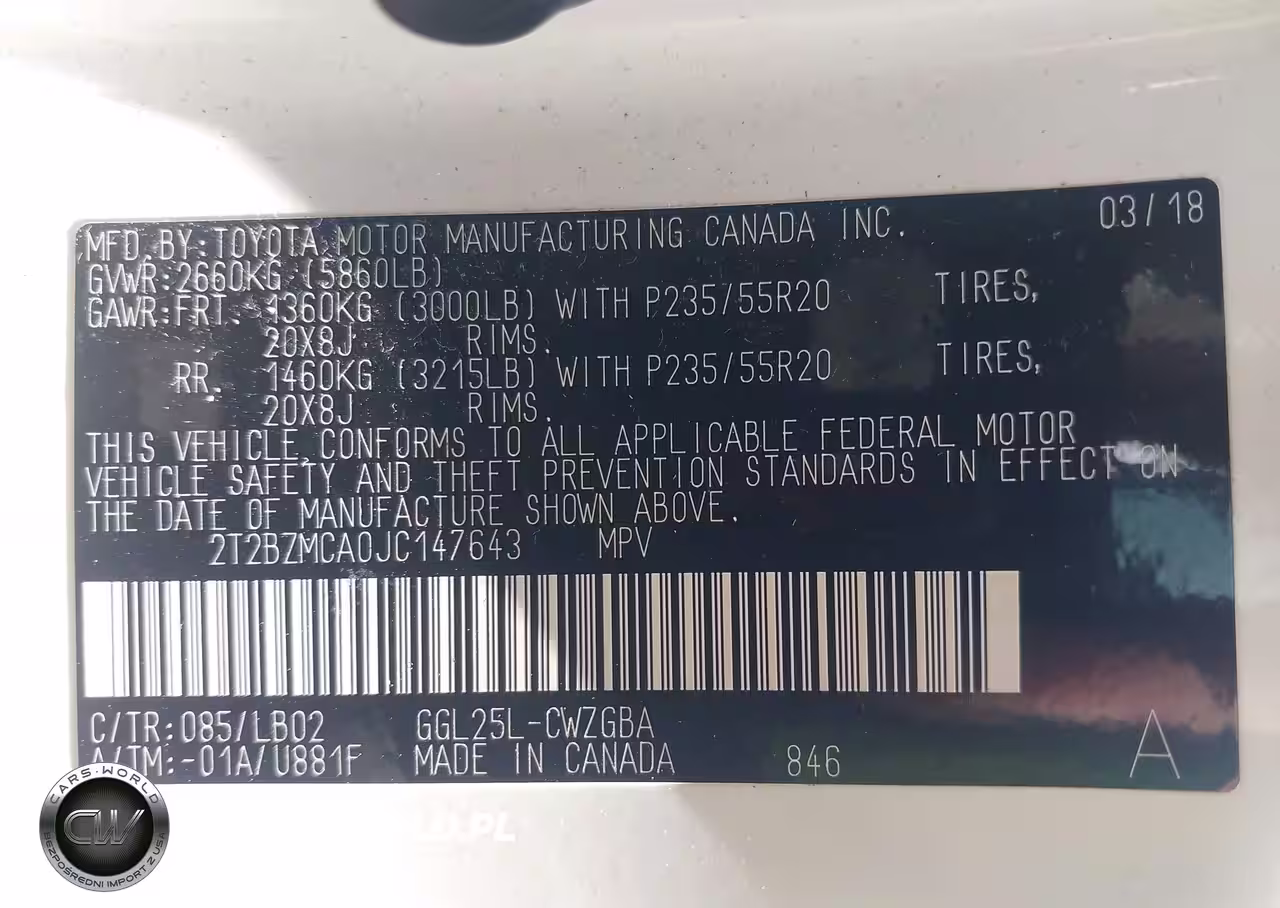 MFD.BY:TOYOTA MOTOR MANUFACTURING CANADA INC. 03/18
GVWR:2660KG (5860LB)
GAWR:FRT. 1360KG (3000LB) WITH P235/55R20 TIRES,
20X8J RIMS.
RR. 1460KG (3215LB) WITH P235/55R20 TIRES,
20X8J RIMS.
THIS VEHICLE CONFORMS TO ALL APPLICABLE FEDERAL MOTOR
VEHICLE SAFETY AND THEFT PREVENTION STANDARDS IN EFFECT ON
THE DATE OF MANUFACTURE SHOWN ABOVE.
2T2BZMCA0JC147643 MPV
C/TR:085/LB02 GGL25L-CWZGBA
A/TM:-01A/U881F MADE IN CANADA 846 A
CARS-WORLD
CW
BEZPOŚREDNI IMPORT Z USA